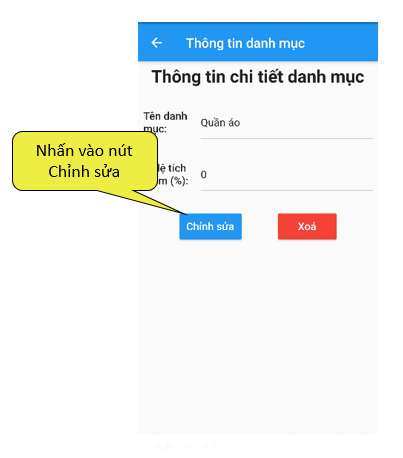 Thông tin danh mục
Thông tin chi tiết danh mục
Tên danh
mục:
Quần áo
Nhấn vào nút
Chỉnh sửa
lệ tích
(%):
0
Chỉnh sửa
Xoá